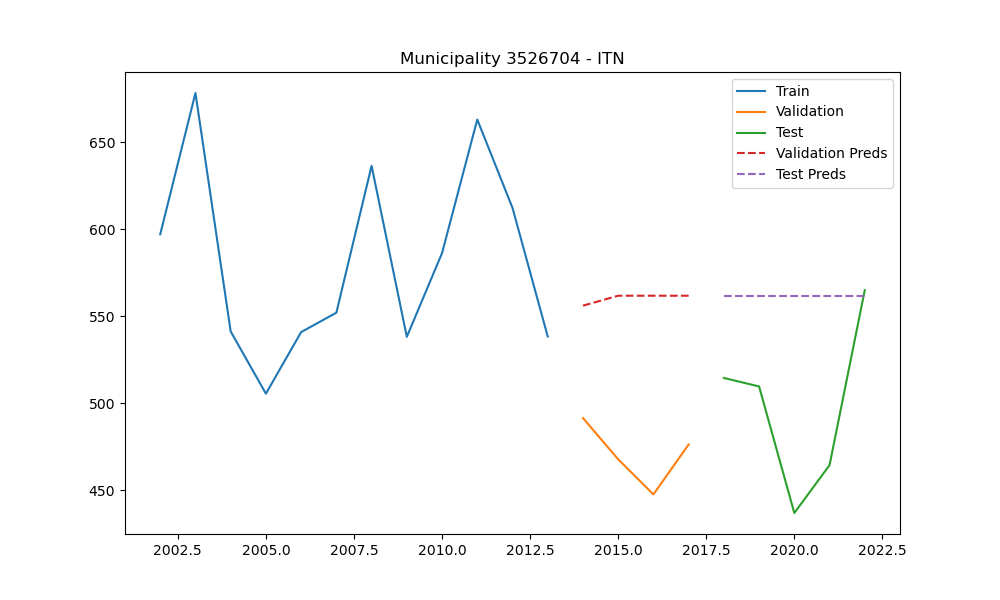 Municipality 3526704 - ITN
Train
Validation
Test
Validation Preds
Test Preds
650
600
550
500
450
2002.5 2005.0 2007.5 2010.0 2012.5 2015.0 2017.5 2020.0 2022.5